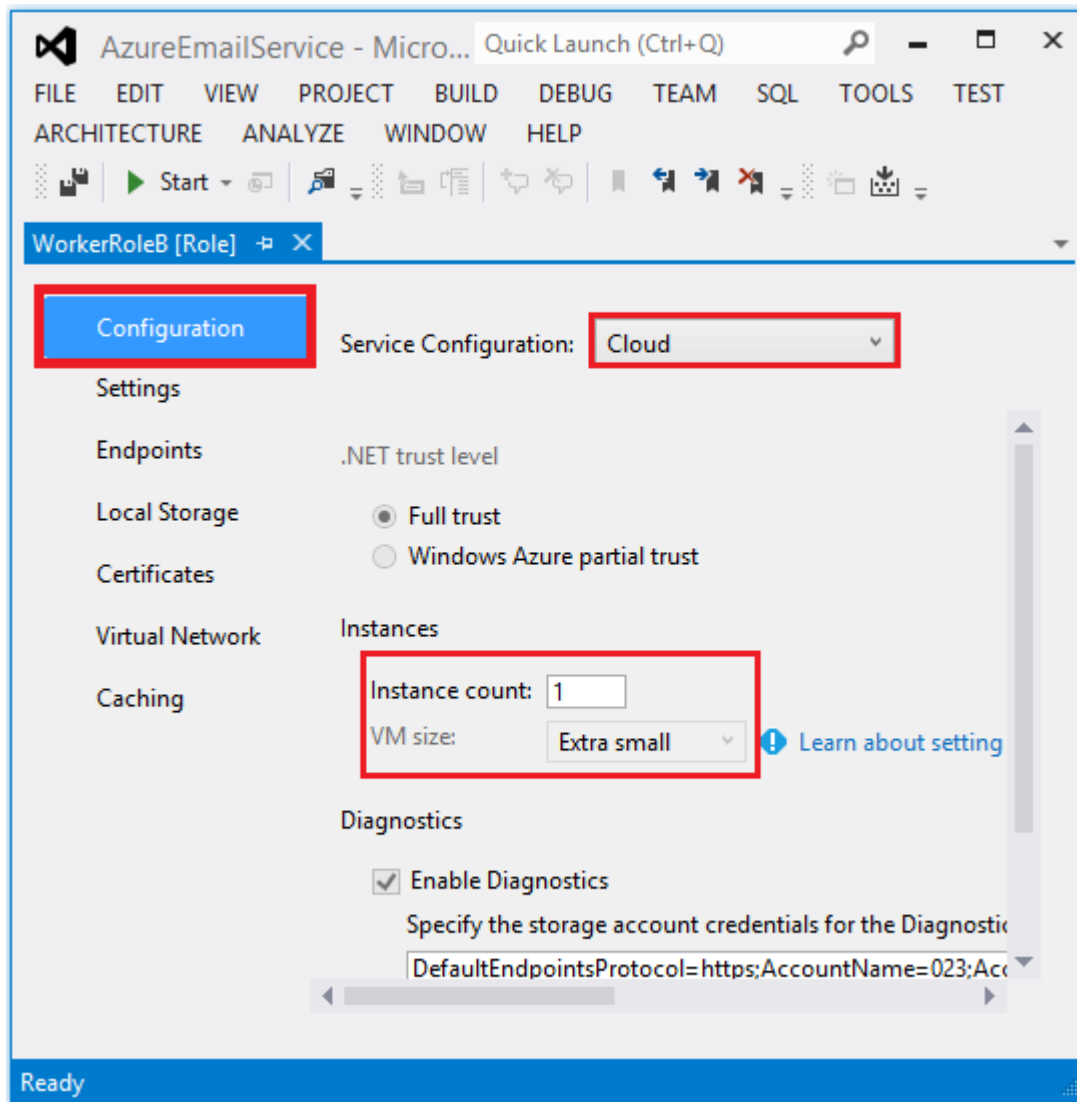 AzureEmailService - Micro... Quick Launch (Ctrl+Q)
FILE EDIT VIEW PROJECT BUILD DEBUG TEAM SQL TOOLS TEST
ARCHITECTURE ANALYZE WINDOW HELP
Start
WorkerRoleB [Role]
Configuration
Settings
Endpoints
Local Storage
Certificates
Virtual Network
Caching
Service Configuration: Cloud
.NET trust level
Full trust
Windows Azure partial trust
Instances
Instance count: 1
VM size: Extra small Learn about setting
Diagnostics
Enable Diagnostics
Specify the storage account credentials for the Diagnostic
DefaultEndpointsProtocol=https;AccountName=023;Acc
Ready